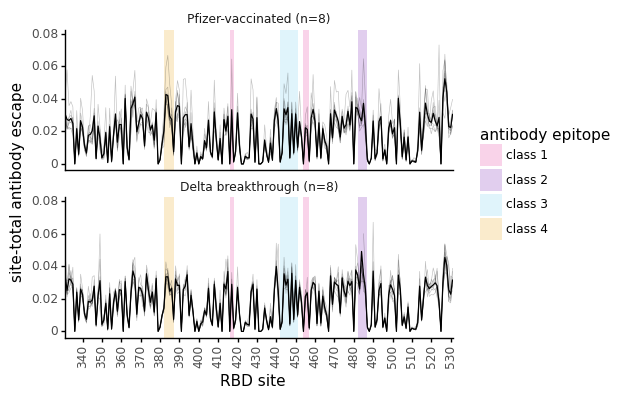 Pfizer-vaccinated (n=8)
0.08
0.06
0.04
0.02
0
Delta breakthrough (n=8)
0.08
0.06
0.04
0.02
0
site-total antibody escape
340 350 360 370 380 390 400 410 420 430 440 450 460 470 480 490 500 510 520 530
RBD site
antibody epitope
class 1
class 2
class 3
class 4